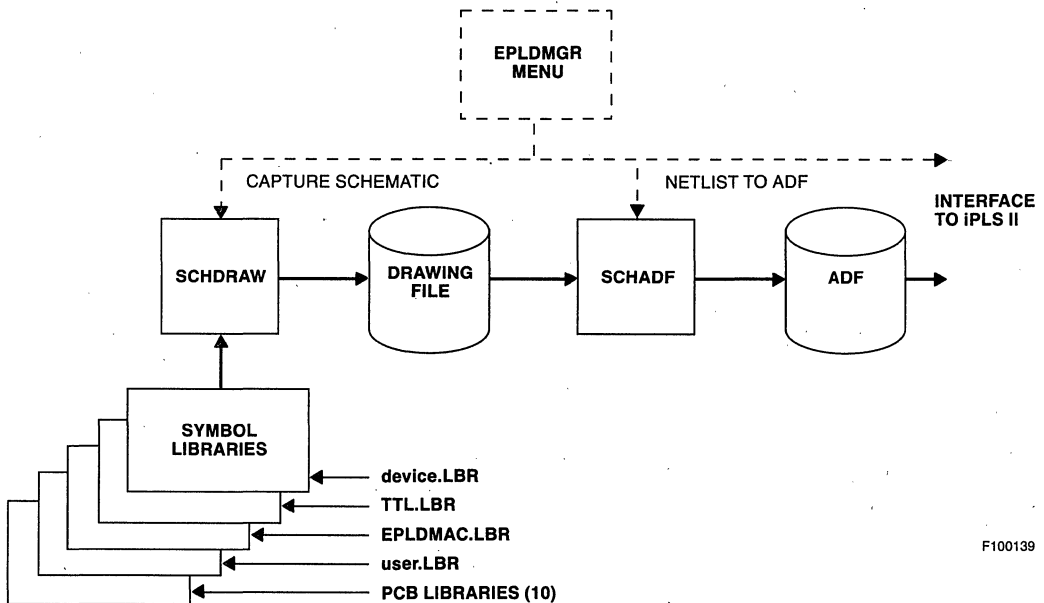 EPLDMGR
MENU
CAPTURE SCHEMATIC
NETLIST TO ADF
INTERFACE
TO iPLS II
SCHDRAW
DRAWING
FILE
SCHADF
ADF
SYMBOL
LIBRARIES
device.LBR
TTL.LBR
EPLDMAC.LBR
user.LBR
PCB LIBRARIES (10)
F100139